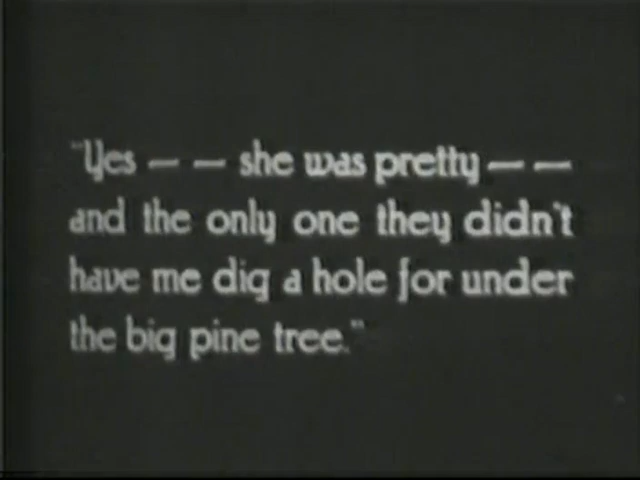 "Yes — — she was pretty — —
and the only one they didn't
have me dig a hole for under
the big pine tree."